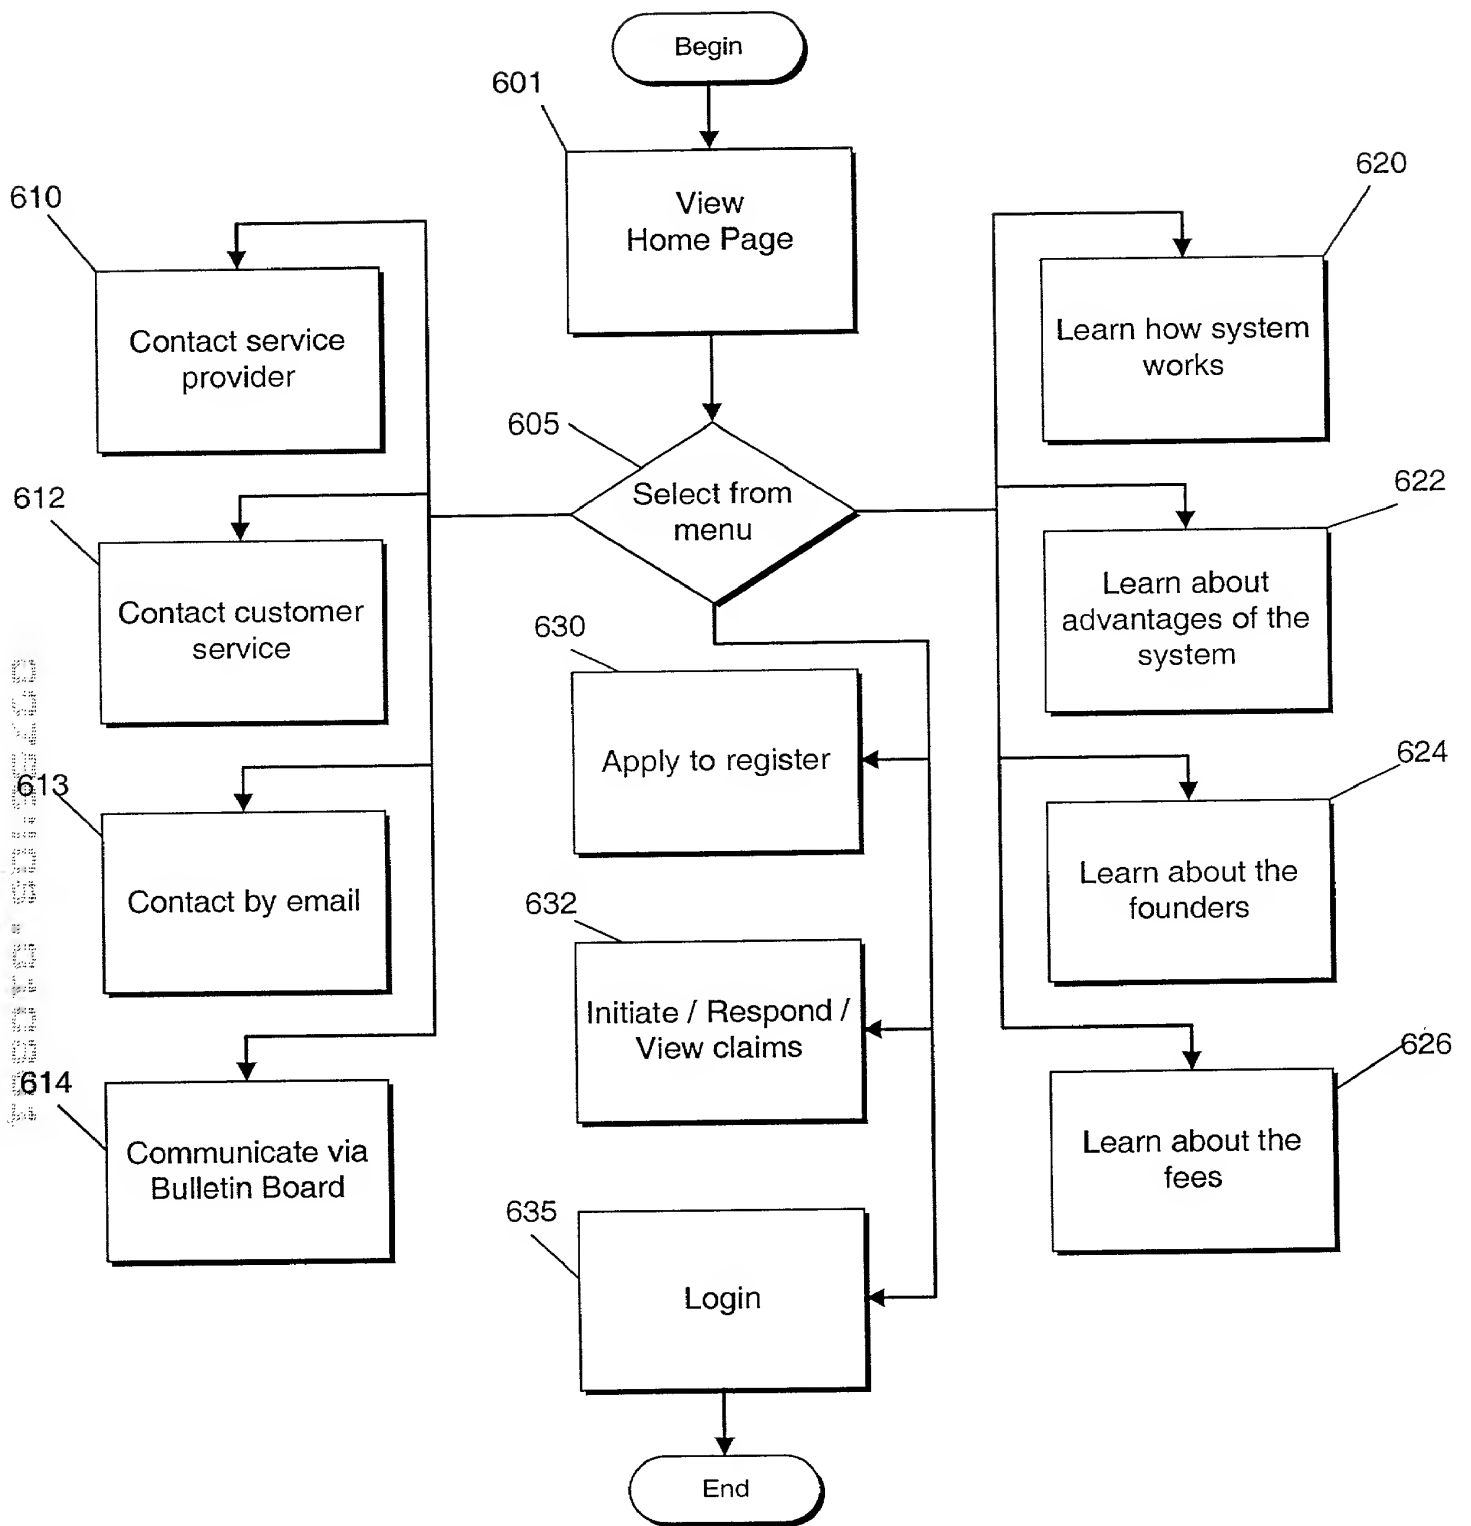 Begin
601
View
Home Page
610
620
Contact service
provider
Learn how system
works
605
Select from
menu
612
622
Contact customer
service
Learn about
advantages of the
system
630
Apply to register
613
624
Contact by email
Learn about the
founders
632
Initiate / Respond /
View claims
614
626
Communicate via
Bulletin Board
Learn about the
fees
635
Login
End